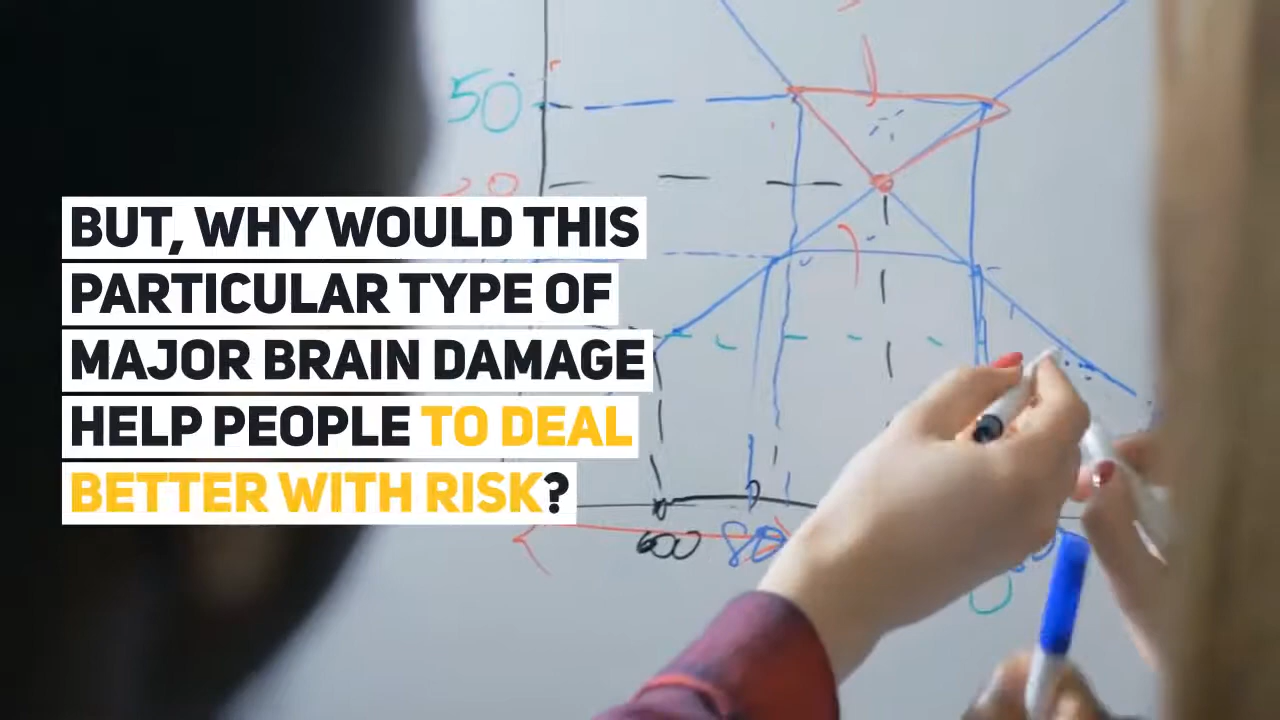 50
BUT, WHY WOULD THIS
PARTICULAR TYPE OF
MAJOR BRAIN DAMAGE
HELP PEOPLE TO DEAL
BETTER WITH RISK?
600
80